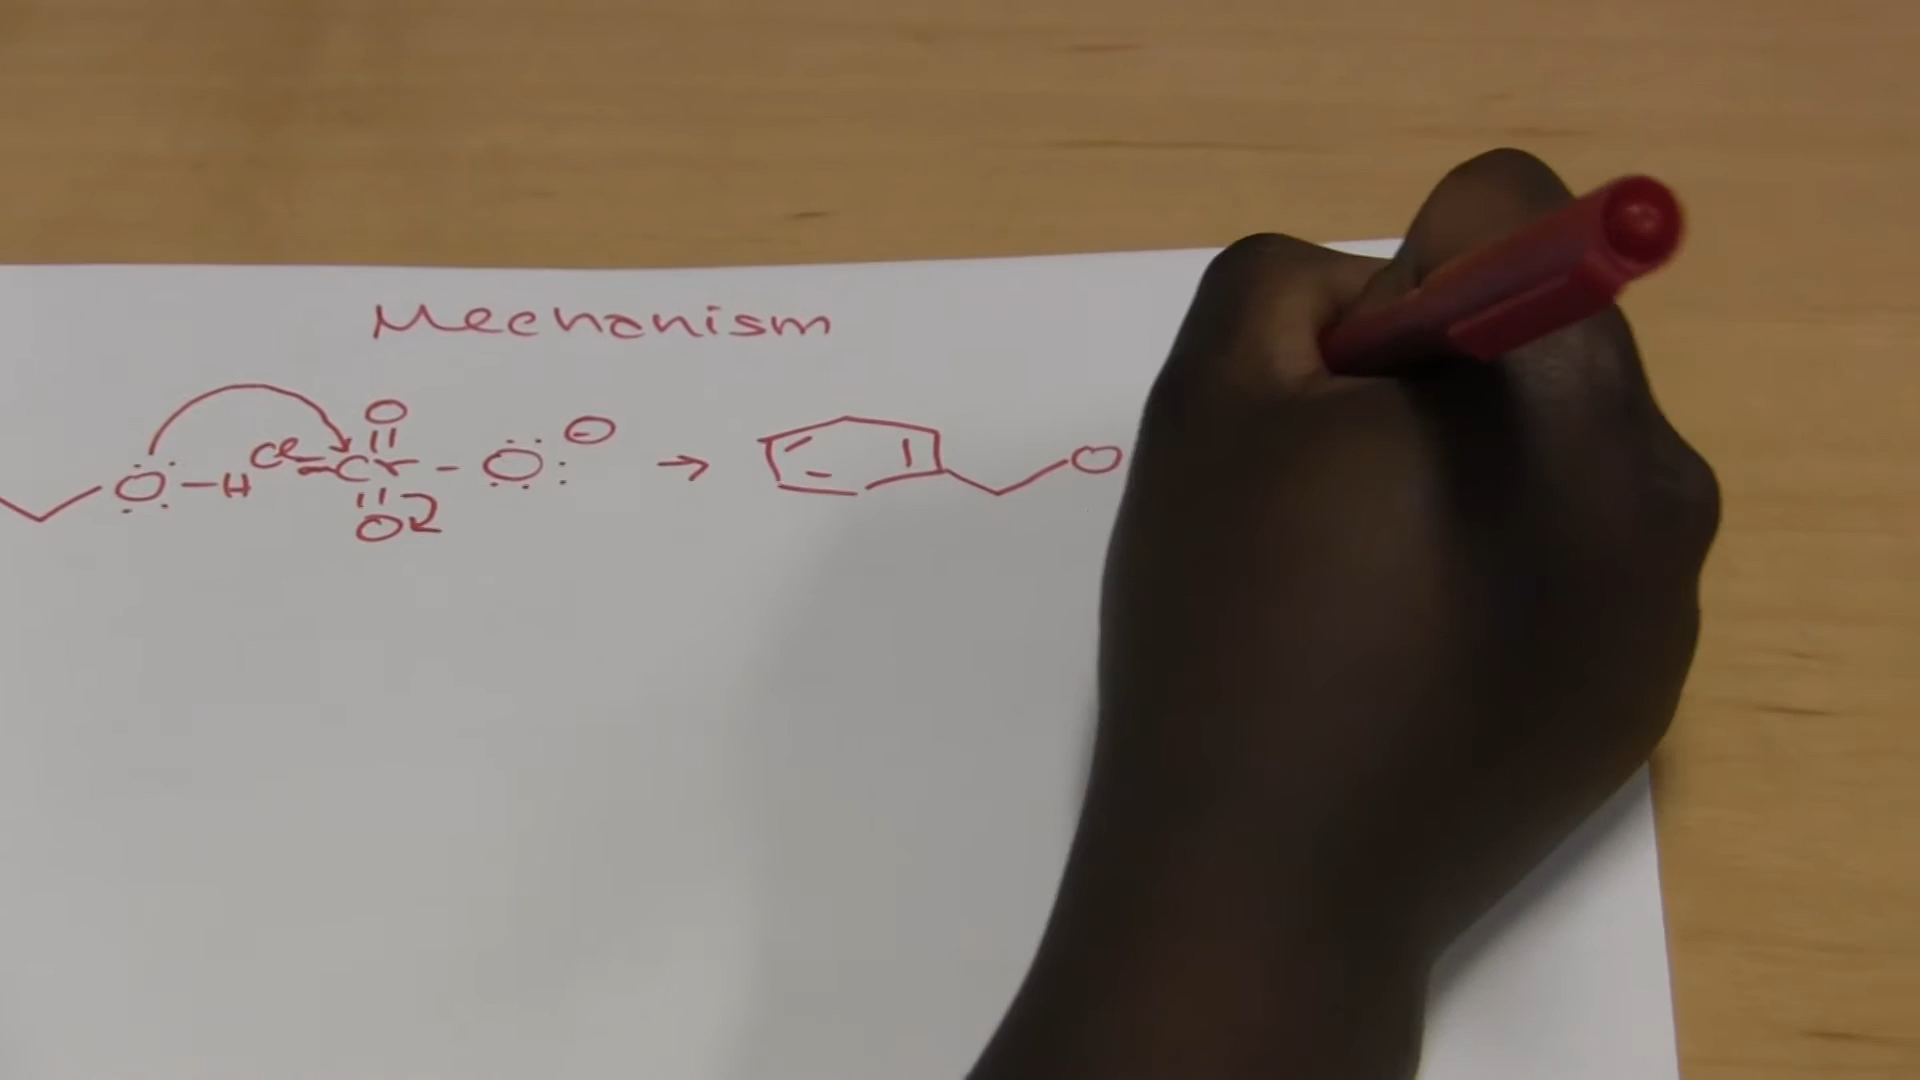 Mechanism
O
O - H Cl - Cr - O: ⊖ → O
O